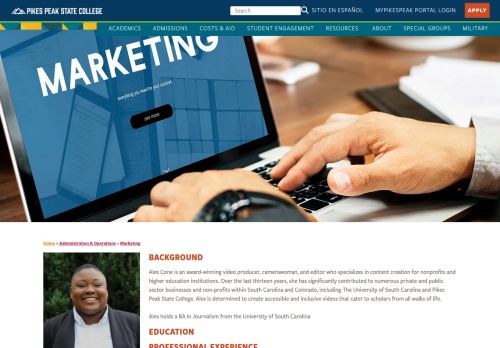 PIKES PEAK STATE COLLEGE
Search
SITIO EN ESPAÑOL
MYPIKESPEAK PORTAL LOGIN
APPLY
ACADEMICS
ADMISSIONS
COSTS & AID
STUDENT ENGAGEMENT
RESOURCES
ABOUT
SPECIAL GROUPS
MILITARY
MARKETING
everything you need for your success
see more
Home » Administration & Operations » Marketing
BACKGROUND
Alex Cone is an award-winning video producer, camerawoman, and editor who specializes in content creation for nonprofits and
higher education institutions. Over the last thirteen years, she has significantly contributed to numerous private and public
sector businesses and non-profits within South Carolina and Colorado, including The University of South Carolina and Pikes
Peak State College. Alex is determined to create accessible and inclusive videos that cater to scholars from all walks of life.
Alex holds a BA in Journalism from the University of South Carolina
EDUCATION
PROFESSIONAL EXPERIENCE